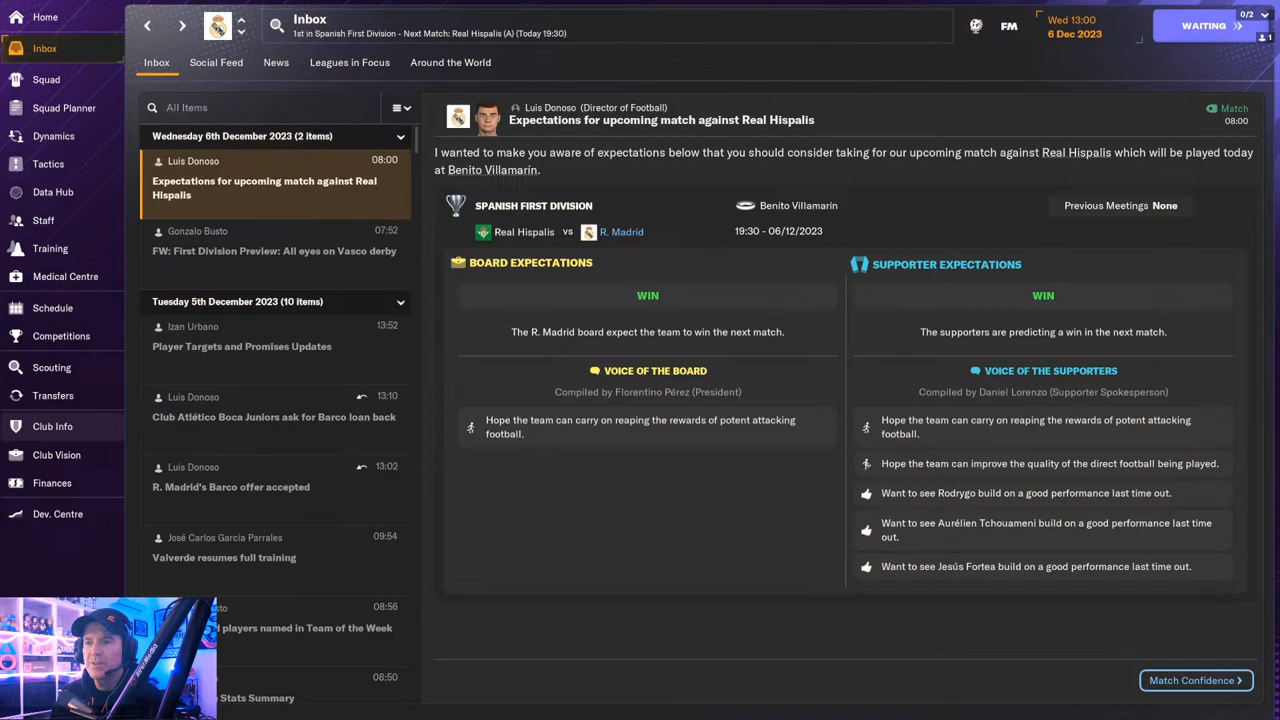 Home
Inbox
Squad
Squad Planner
Dynamics
Tactics
Data Hub
Staff
Training
Medical Centre
Schedule
Competitions
Scouting
Transfers
Club Info
Club Vision
Finances
Dev. Centre
Inbox
1st in Spanish First Division - Next Match: Real Hispalis (A) (Today 19:30)
FM
Wed 13:00
6 Dec 2023
WAITING
0/2
1
Inbox
Social Feed
News
Leagues in Focus
Around the World
All Items
Wednesday 6th December 2023 (2 items)
Luis Donoso
08:00
Expectations for upcoming match against Real
Hispalis
Gonzalo Busto
07:52
FW: First Division Preview: All eyes on Vasco derby
Tuesday 5th December 2023 (10 items)
Izan Urbano
13:52
Player Targets and Promises Updates
Luis Donoso
13:10
Club Atlético Boca Juniors ask for Barco loan back
Luis Donoso
13:02
R. Madrid's Barco offer accepted
José Carlos García Parrales
09:54
Valverde resumes full training
08:56
players named in Team of the Week
08:50
Stats Summary
Luis Donoso (Director of Football)
Expectations for upcoming match against Real Hispalis
Match
08:00
I wanted to make you aware of expectations below that you should consider taking for our upcoming match against Real Hispalis which will be played today
at Benito Villamarín.
SPANISH FIRST DIVISION
Benito Villamarín
Previous Meetings None
Real Hispalis vs R. Madrid
19:30 - 06/12/2023
BOARD EXPECTATIONS
WIN
The R. Madrid board expect the team to win the next match.
VOICE OF THE BOARD
Compiled by Florentino Pérez (President)
Hope the team can carry on reaping the rewards of potent attacking
football.
SUPPORTER EXPECTATIONS
WIN
The supporters are predicting a win in the next match.
VOICE OF THE SUPPORTERS
Compiled by Daniel Lorenzo (Supporter Spokesperson)
Hope the team can carry on reaping the rewards of potent attacking
football.
Hope the team can improve the quality of the direct football being played.
Want to see Rodrygo build on a good performance last time out.
Want to see Aurélien Tchouameni build on a good performance last time
out.
Want to see Jesús Fortea build on a good performance last time out.
Match Confidence
AVerMedia